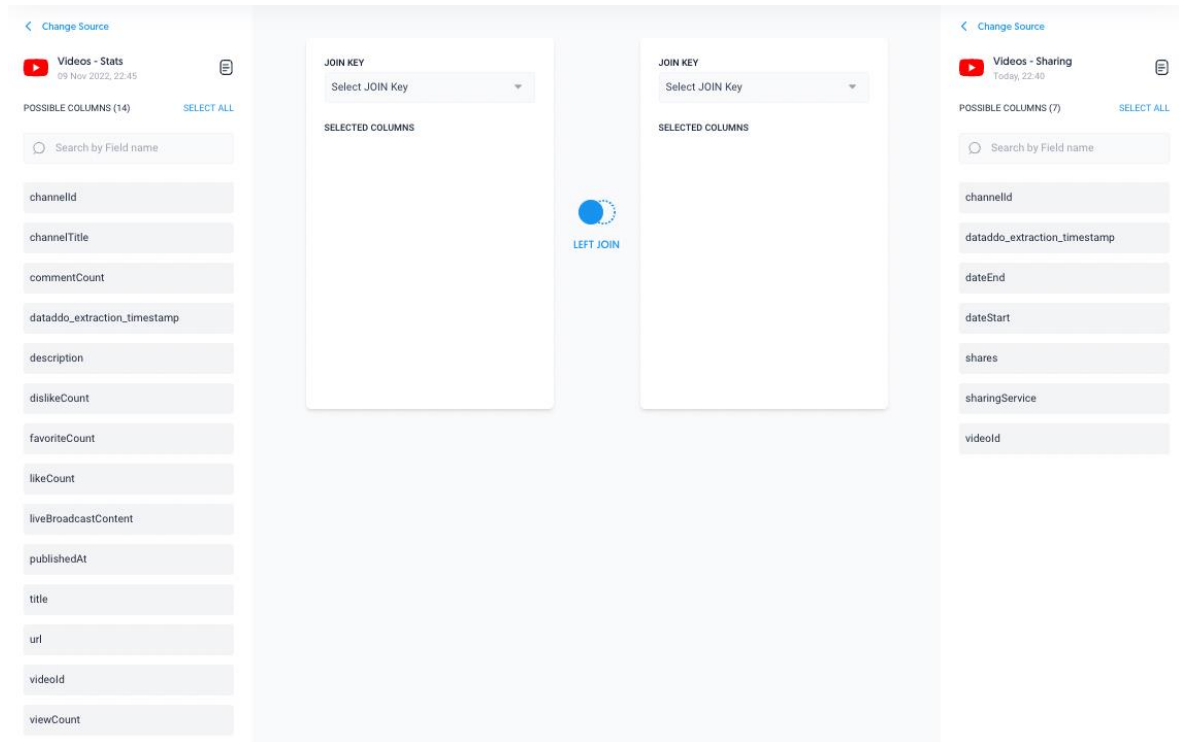 Change Source
Videos - Stats
09 Nov 2022, 22:45
POSSIBLE COLUMNS (14) SELECT ALL
Search by Field name
channelId
channelTitle
commentCount
dataddo_extraction_timestamp
description
dislikeCount
favoriteCount
likeCount
liveBroadcastContent
publishedAt
title
url
videoId
viewCount
JOIN KEY
Select JOIN Key
SELECTED COLUMNS
LEFT JOIN
JOIN KEY
Select JOIN Key
SELECTED COLUMNS
Change Source
Videos - Sharing
Today, 22:40
POSSIBLE COLUMNS (7) SELECT ALL
Search by Field name
channelId
dataddo_extraction_timestamp
dateEnd
dateStart
shares
sharingService
videoId